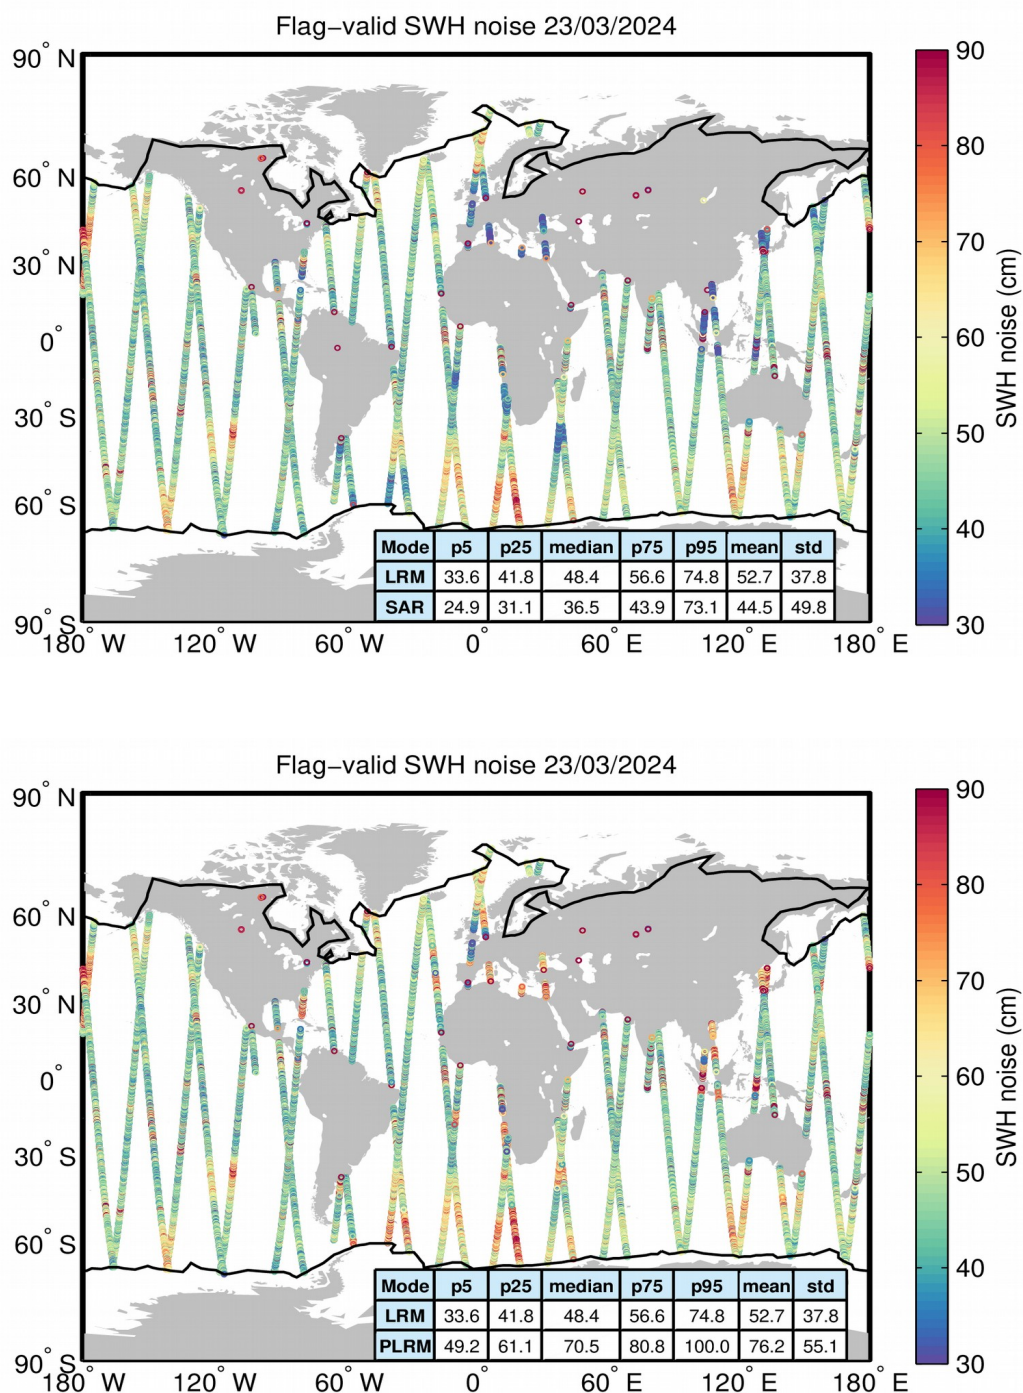 Flag–valid SWH noise 23/03/2024
90° N
60° N
30° N
0°
30° S
60° S
90° S
180° W 120° W 60° W 0° 60° E 120° E 180° E
90
80
70
60
50
40
30
SWH noise (cm)
Mode p5 p25 median p75 p95 mean std
LRM 33.6 41.8 48.4 56.6 74.8 52.7 37.8
SAR 24.9 31.1 36.5 43.9 73.1 44.5 49.8
Flag–valid SWH noise 23/03/2024
90° N
60° N
30° N
0°
30° S
60° S
90° S
180° W 120° W 60° W 0° 60° E 120° E 180° E
90
80
70
60
50
40
30
SWH noise (cm)
Mode p5 p25 median p75 p95 mean std
LRM 33.6 41.8 48.4 56.6 74.8 52.7 37.8
PLRM 49.2 61.1 70.5 80.8 100.0 76.2 55.1